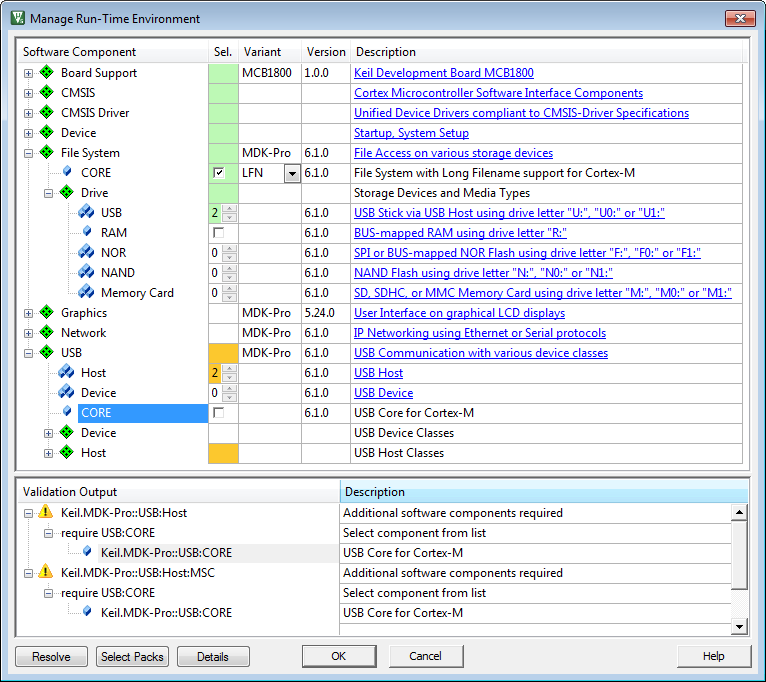 Manage Run-Time Environment
Software Component Sel. Variant Version Description
Board Support MCB1800 1.0.0 Keil Development Board MCB1800
CMSIS Cortex Microcontroller Software Interface Components
CMSIS Driver Unified Device Drivers compliant to CMSIS-Driver Specifications
Device Startup, System Setup
File System MDK-Pro 6.1.0 File Access on various storage devices
CORE LFN 6.1.0 File System with Long Filename support for Cortex-M
Drive Storage Devices and Media Types
USB 2 6.1.0 USB Stick via USB Host using drive letter "U:", "U0:" or "U1:"
RAM 6.1.0 BUS-mapped RAM using drive letter "R:"
NOR 0 6.1.0 SPI or BUS-mapped NOR Flash using drive letter "F:", "F0:" or "F1:"
NAND 0 6.1.0 NAND Flash using drive letter "N:", "N0:" or "N1:"
Memory Card 0 6.1.0 SD, SDHC, or MMC Memory Card using drive letter "M:", "M0:" or "M1:"
Graphics MDK-Pro 5.24.0 User Interface on graphical LCD displays
Network MDK-Pro 6.1.0 IP Networking using Ethernet or Serial protocols
USB MDK-Pro 6.1.0 USB Communication with various device classes
Host 2 6.1.0 USB Host
Device 0 6.1.0 USB Device
CORE 6.1.0 USB Core for Cortex-M
Device USB Device Classes
Host USB Host Classes
Validation Output Description
Keil.MDK-Pro::USB:Host Additional software components required
require USB:CORE Select component from list
Keil.MDK-Pro::USB:CORE USB Core for Cortex-M
Keil.MDK-Pro::USB:Host:MSC Additional software components required
require USB:CORE Select component from list
Keil.MDK-Pro::USB:CORE USB Core for Cortex-M
Resolve Select Packs Details OK Cancel Help